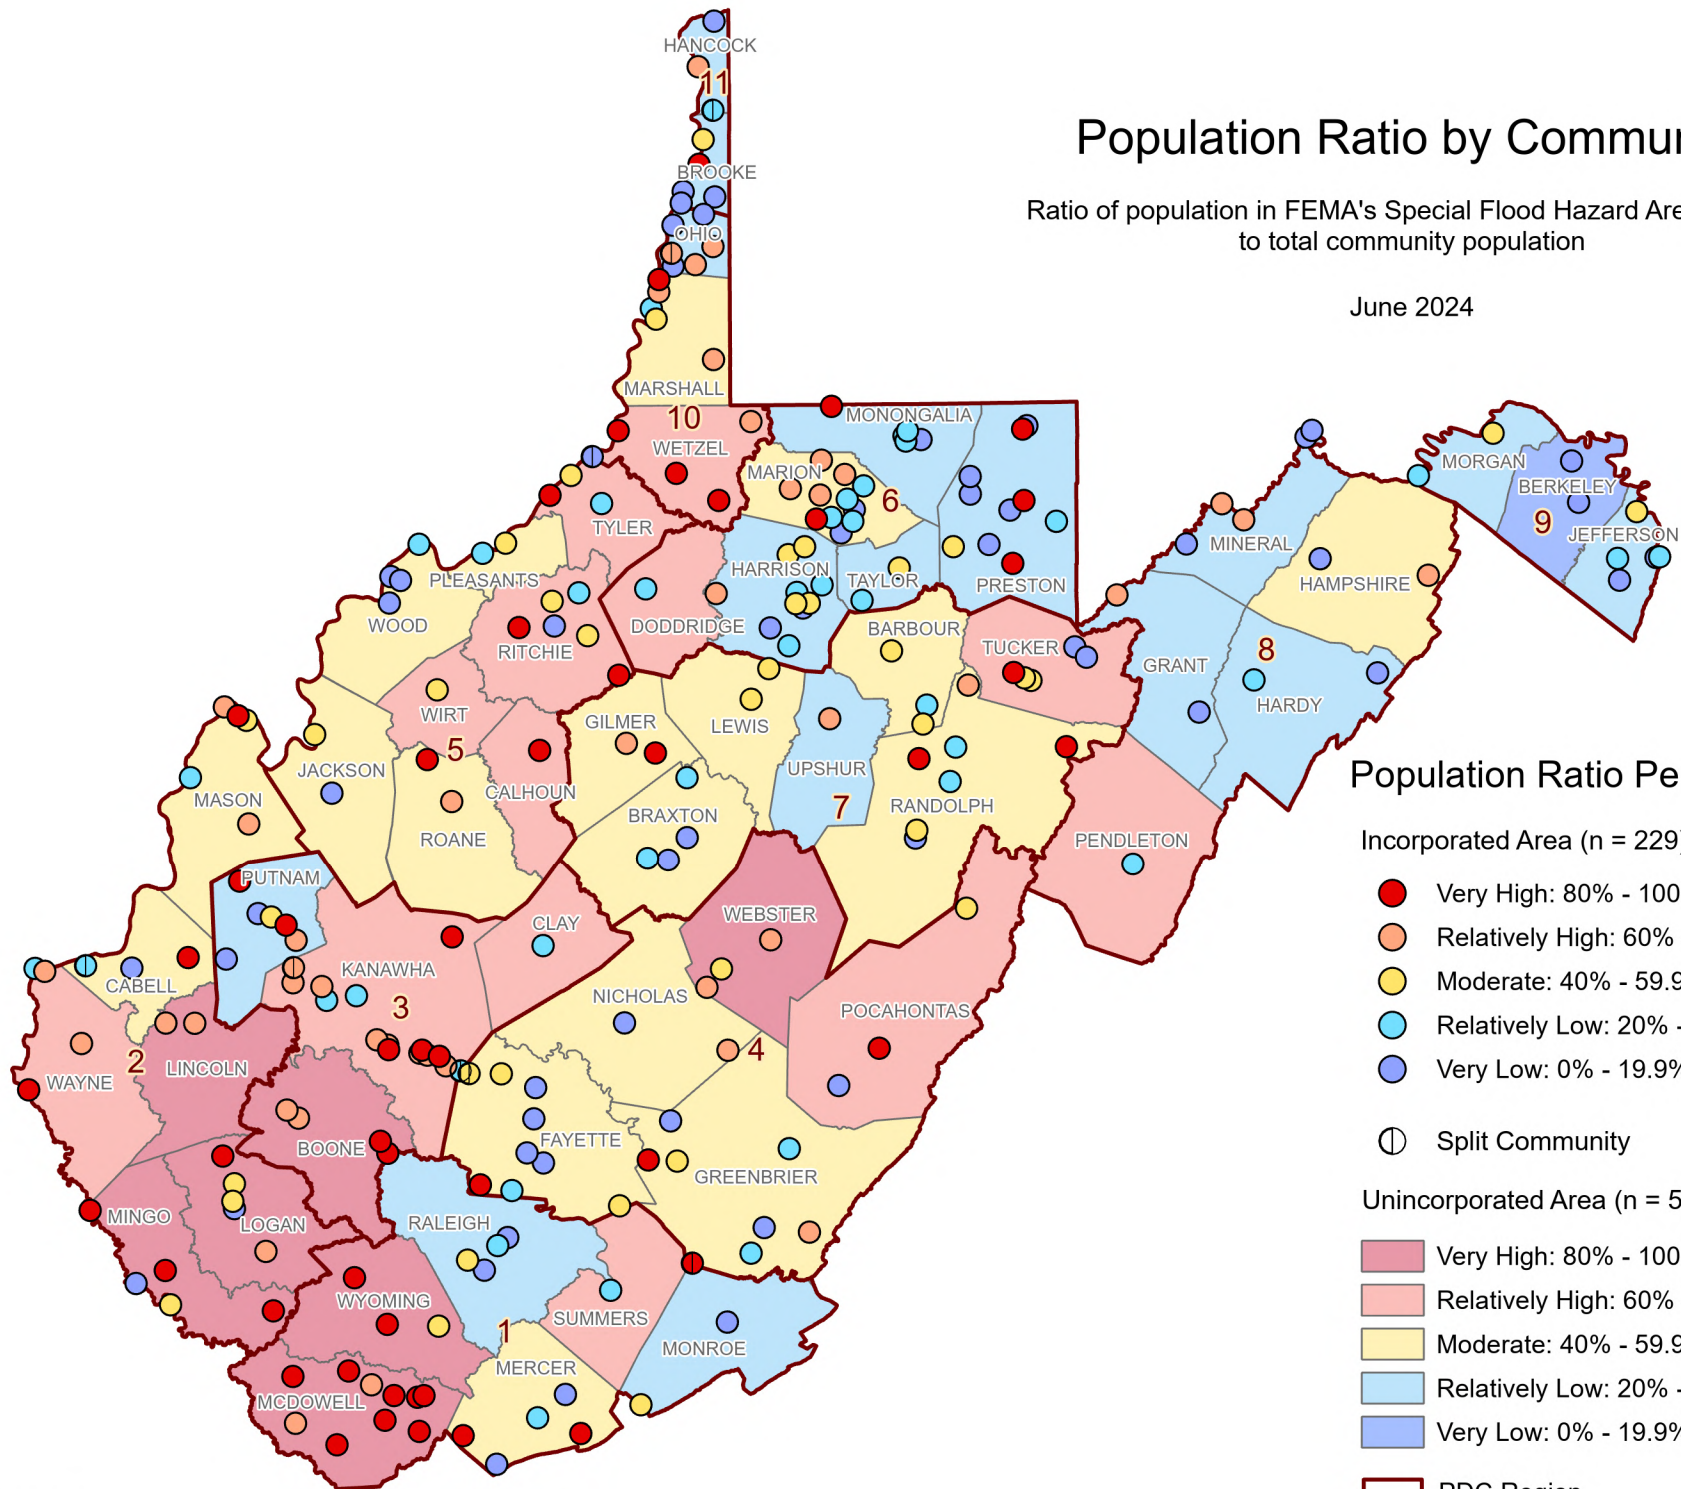 Population Ratio by Commu
Ratio of population in FEMA's Special Flood Hazard Are
to total community population
June 2024
HANCOCK
11
BROOKE
OHIO
MARSHALL
10
WETZEL
MONONGALIA
MARION
6
TYLER
PLEASANTS
WOOD
RITCHIE
DODDRIDGE
HARRISON
TAYLOR
PRESTON
MORGAN
BERKELEY
9
JEFFERSON
MINERAL
HAMPSHIRE
8
GRANT
HARDY
BARBOUR
TUCKER
WIRT
5
GILMER
LEWIS
UPSHUR
7
RANDOLPH
JACKSON
MASON
ROANE
CALHOUN
BRAXTON
PENDLETON
PUTNAM
WEBSTER
CLAY
KANAWHA
3
CABELL
NICHOLAS
POCAHONTAS
2
LINCOLN
WAYNE
4
BOONE
FAYETTE
GREENBRIER
MINGO
LOGAN
RALEIGH
WYOMING
SUMMERS
1
MONROE
MERCER
MCDOWELL
Population Ratio Pe
Incorporated Area (n = 229)
Very High: 80% - 100
Relatively High: 60%
Moderate: 40% - 59.9
Relatively Low: 20% -
Very Low: 0% - 19.9%
Split Community
Unincorporated Area (n = 5
Very High: 80% - 100
Relatively High: 60%
Moderate: 40% - 59.9
Relatively Low: 20% -
Very Low: 0% - 19.9%
PDC Region